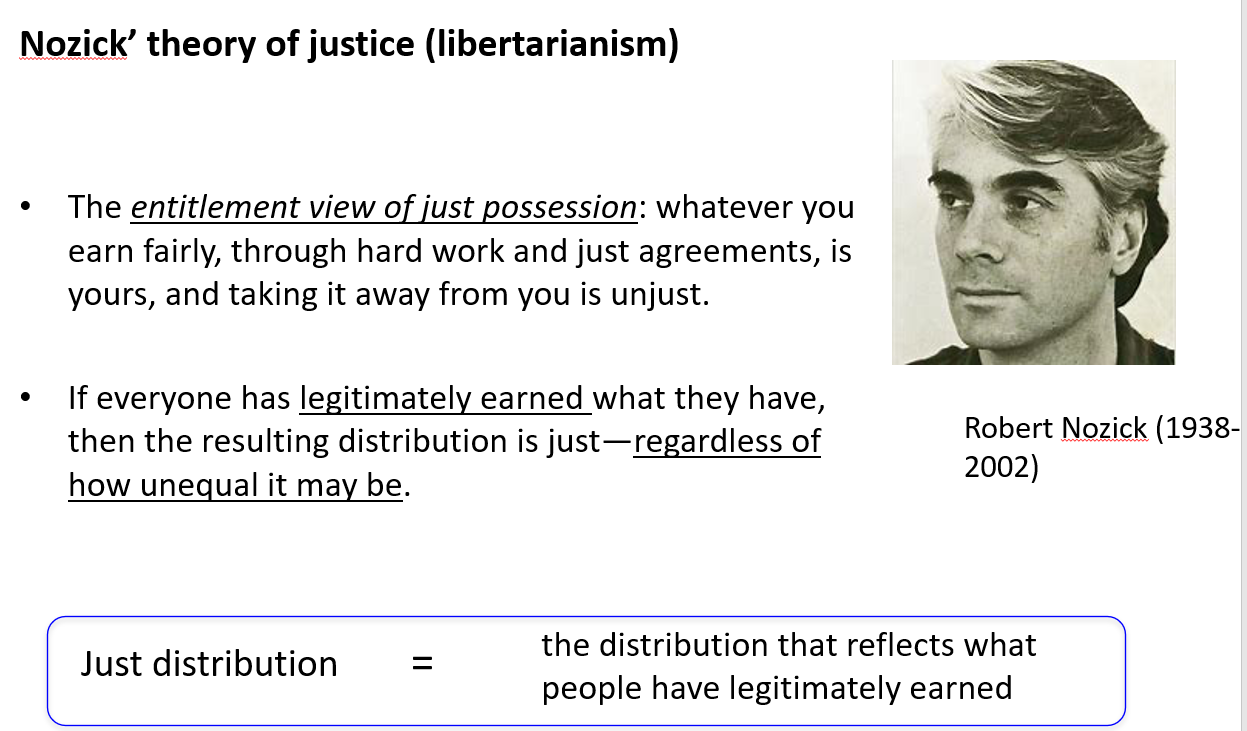 Nozick’ theory of justice (libertarianism)
• The entitlement view of just possession: whatever you
earn fairly, through hard work and just agreements, is
yours, and taking it away from you is unjust.
• If everyone has legitimately earned what they have,
then the resulting distribution is just—regardless of
how unequal it may be.
Robert Nozick (1938-
2002)
Just distribution = the distribution that reflects what
people have legitimately earned